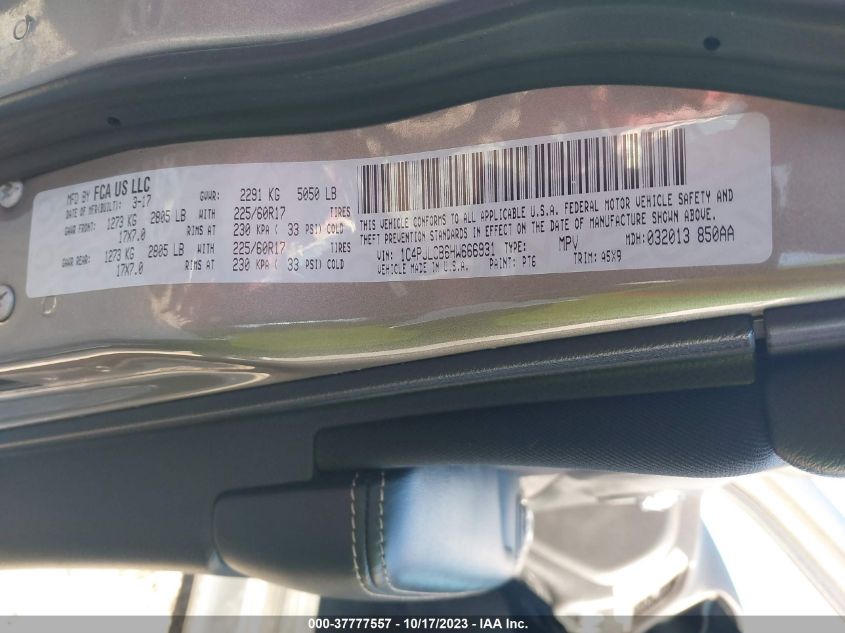 MFD BY FCA US LLC
DATE OF MFR(BUILT): 3-17 GVWR: 2291 KG 5050 LB
GAWR FRONT: 1273 KG 2805 LB WITH 225/60R17 TIRES
17X7.0 RIMS AT 230 KPA ( 33 PSI) COLD
GAWR REAR: 1273 KG 2805 LB WITH 225/60R17 TIRES
17X7.0 RIMS AT 230 KPA ( 33 PSI) COLD
THIS VEHICLE CONFORMS TO ALL APPLICABLE U.S.A. FEDERAL MOTOR VEHICLE SAFETY AND
THEFT PREVENTION STANDARDS IN EFFECT ON THE DATE OF MANUFACTURE SHOWN ABOVE.
VIN: 1C4PJLCS6HW666931 TYPE: MPV MDH: 032013 850AA
VEHICLE MADE IN U.S.A. PAINT: PT6 TRIM: A5X9
000-37777557 - 10/17/2023 - IAA Inc.